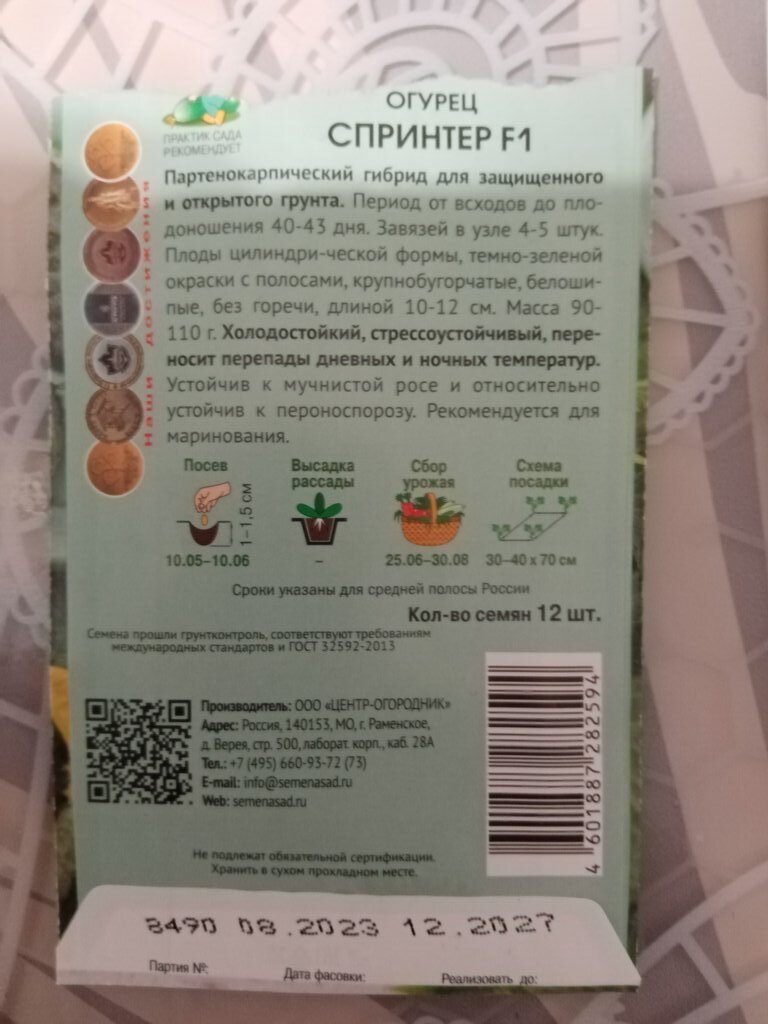 ОГУРЕЦ
СПРИНТЕР F1
ПРАКТИК САДА
РЕКОМЕНДУЕТ
Наши достижения
Партенокарпический гибрид для защищенного
и открытого грунта. Период от всходов до пло-
доношения 40-43 дня. Завязей в узле 4-5 штук.
Плоды цилиндри-ческой формы, темно-зеленой
окраски с полосами, крупнобугорчатые, белоши-
пые, без горечи, длиной 10-12 см. Масса 90-
110 г. Холодостойкий, стрессоустойчивый, пере-
носит перепады дневных и ночных температур.
Устойчив к мучнистой росе и относительно
устойчив к пероноспорозу. Рекомендуется для
маринования.
Посев
1–1,5 см
10.05–10.06
Высадка
рассады
–
Сбор
урожая
25.06–30.08
Схема
посадки
30–40 х 70 см
Сроки указаны для средней полосы России
Кол-во семян 12 шт.
Семена прошли грунтконтроль, соответствуют требованиям
международных стандартов и ГОСТ 32592-2013
Производитель: ООО «ЦЕНТР-ОГОРОДНИК»
Адрес: Россия, 140153, МО, г. Раменское,
д. Верея, стр. 500, лаборат. корп., каб. 28А
Тел.: +7 (495) 660-93-72 (73)
E-mail: info@semenasad.ru
Web: semenasad.ru
4 601887 282594
Не подлежат обязательной сертификации.
Хранить в сухом прохладном месте.
8490 08.2023 12.2027
Партия №: Дата фасовки: Реализовать до: